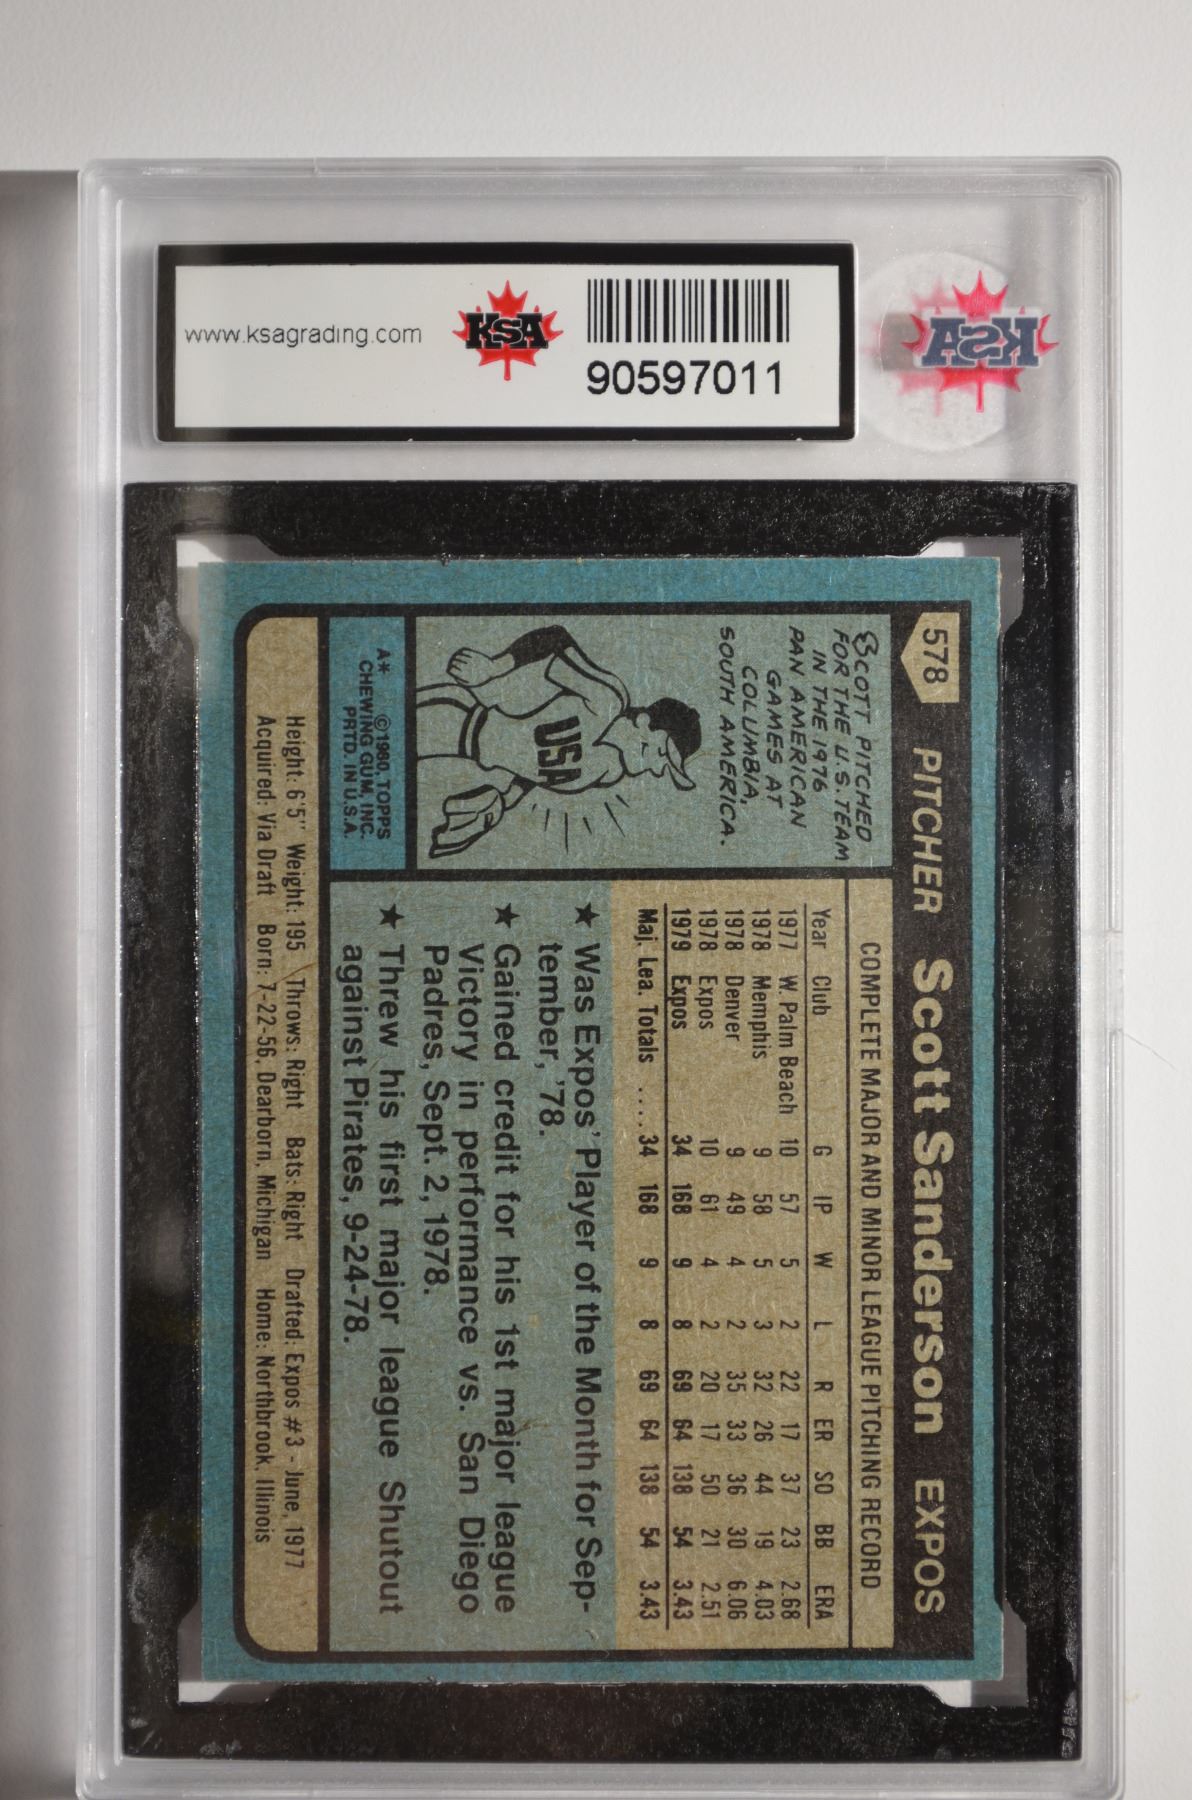 www.ksagrading.com
KSA
90597011
KSA
578 PITCHER Scott Sanderson EXPOS
SCOTT PITCHED
FOR THE U.S. TEAM
IN THE 1976
PAN AMERICAN
GAMES AT
COLUMBIA,
SOUTH AMERICA.
USA
A* ©1980, TOPPS
CHEWING GUM, INC.
PRTD. IN U.S.A.
COMPLETE MAJOR AND MINOR LEAGUE PITCHING RECORD
Year Club G IP W L R ER SO BB ERA
1977 W. Palm Beach 10 57 5 2 22 17 37 23 2.68
1978 Memphis 9 58 5 3 32 26 44 19 4.03
1978 Denver 9 49 4 2 35 33 36 30 6.06
1978 Expos 10 61 4 2 20 17 50 21 2.51
1979 Expos 34 168 9 8 69 64 138 54 3.43
Maj. Lea. Totals .... 34 168 9 8 69 64 138 54 3.43
★ Was Expos' Player of the Month for Sep-
tember, '78.
★ Gained credit for his 1st major league
Victory in performance vs. San Diego
Padres, Sept. 2, 1978.
★ Threw his first major league Shutout
against Pirates, 9-24-78.
Height: 6'5" Weight: 195 Throws: Right Bats: Right Drafted: Expos #3 - June, 1977
Acquired: Via Draft Born: 7-22-56, Dearborn, Michigan Home: Northbrook, Illinois